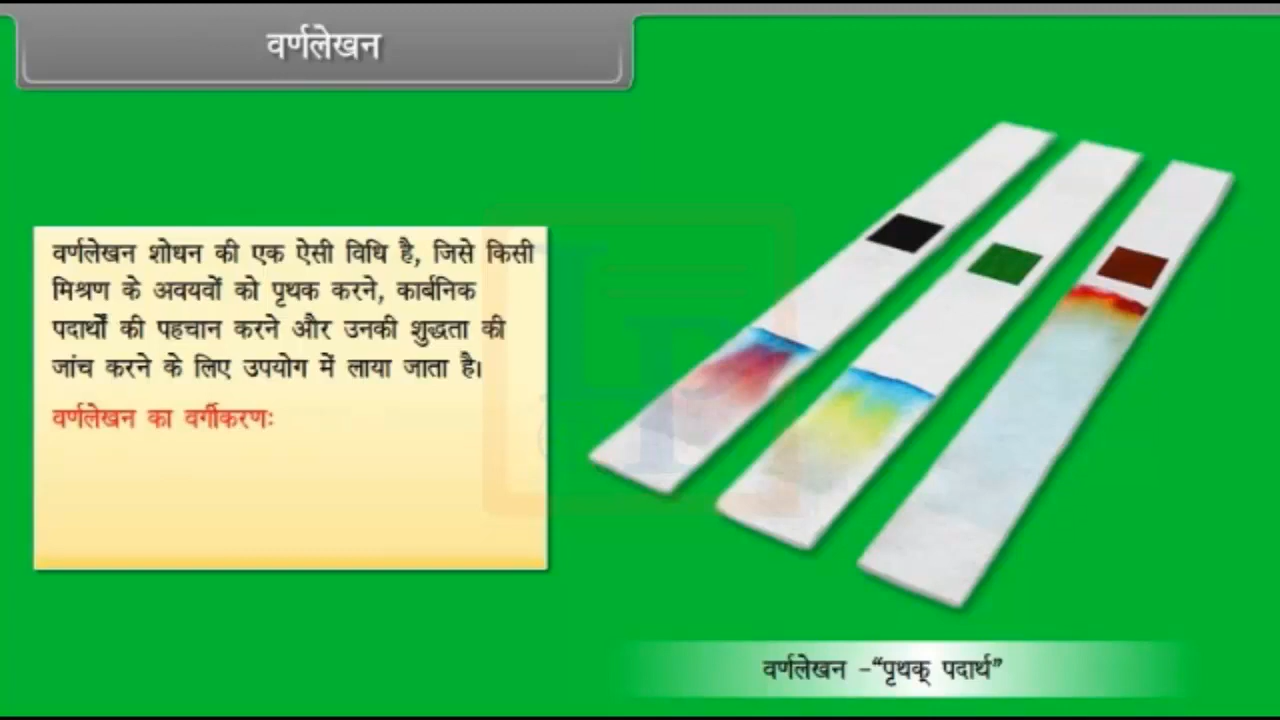 वर्णलेखन
वर्णलेखन शोधन की एक ऐसी विधि है, जिसे किसी
मिश्रण के अवयवों को पृथक करने, कार्बनिक
पदार्थों की पहचान करने और उनकी शुद्धता की
जांच करने के लिए उपयोग में लाया जाता है।
वर्णलेखन का वर्गीकरणः
वर्णलेखन -“पृथक् पदार्थ”